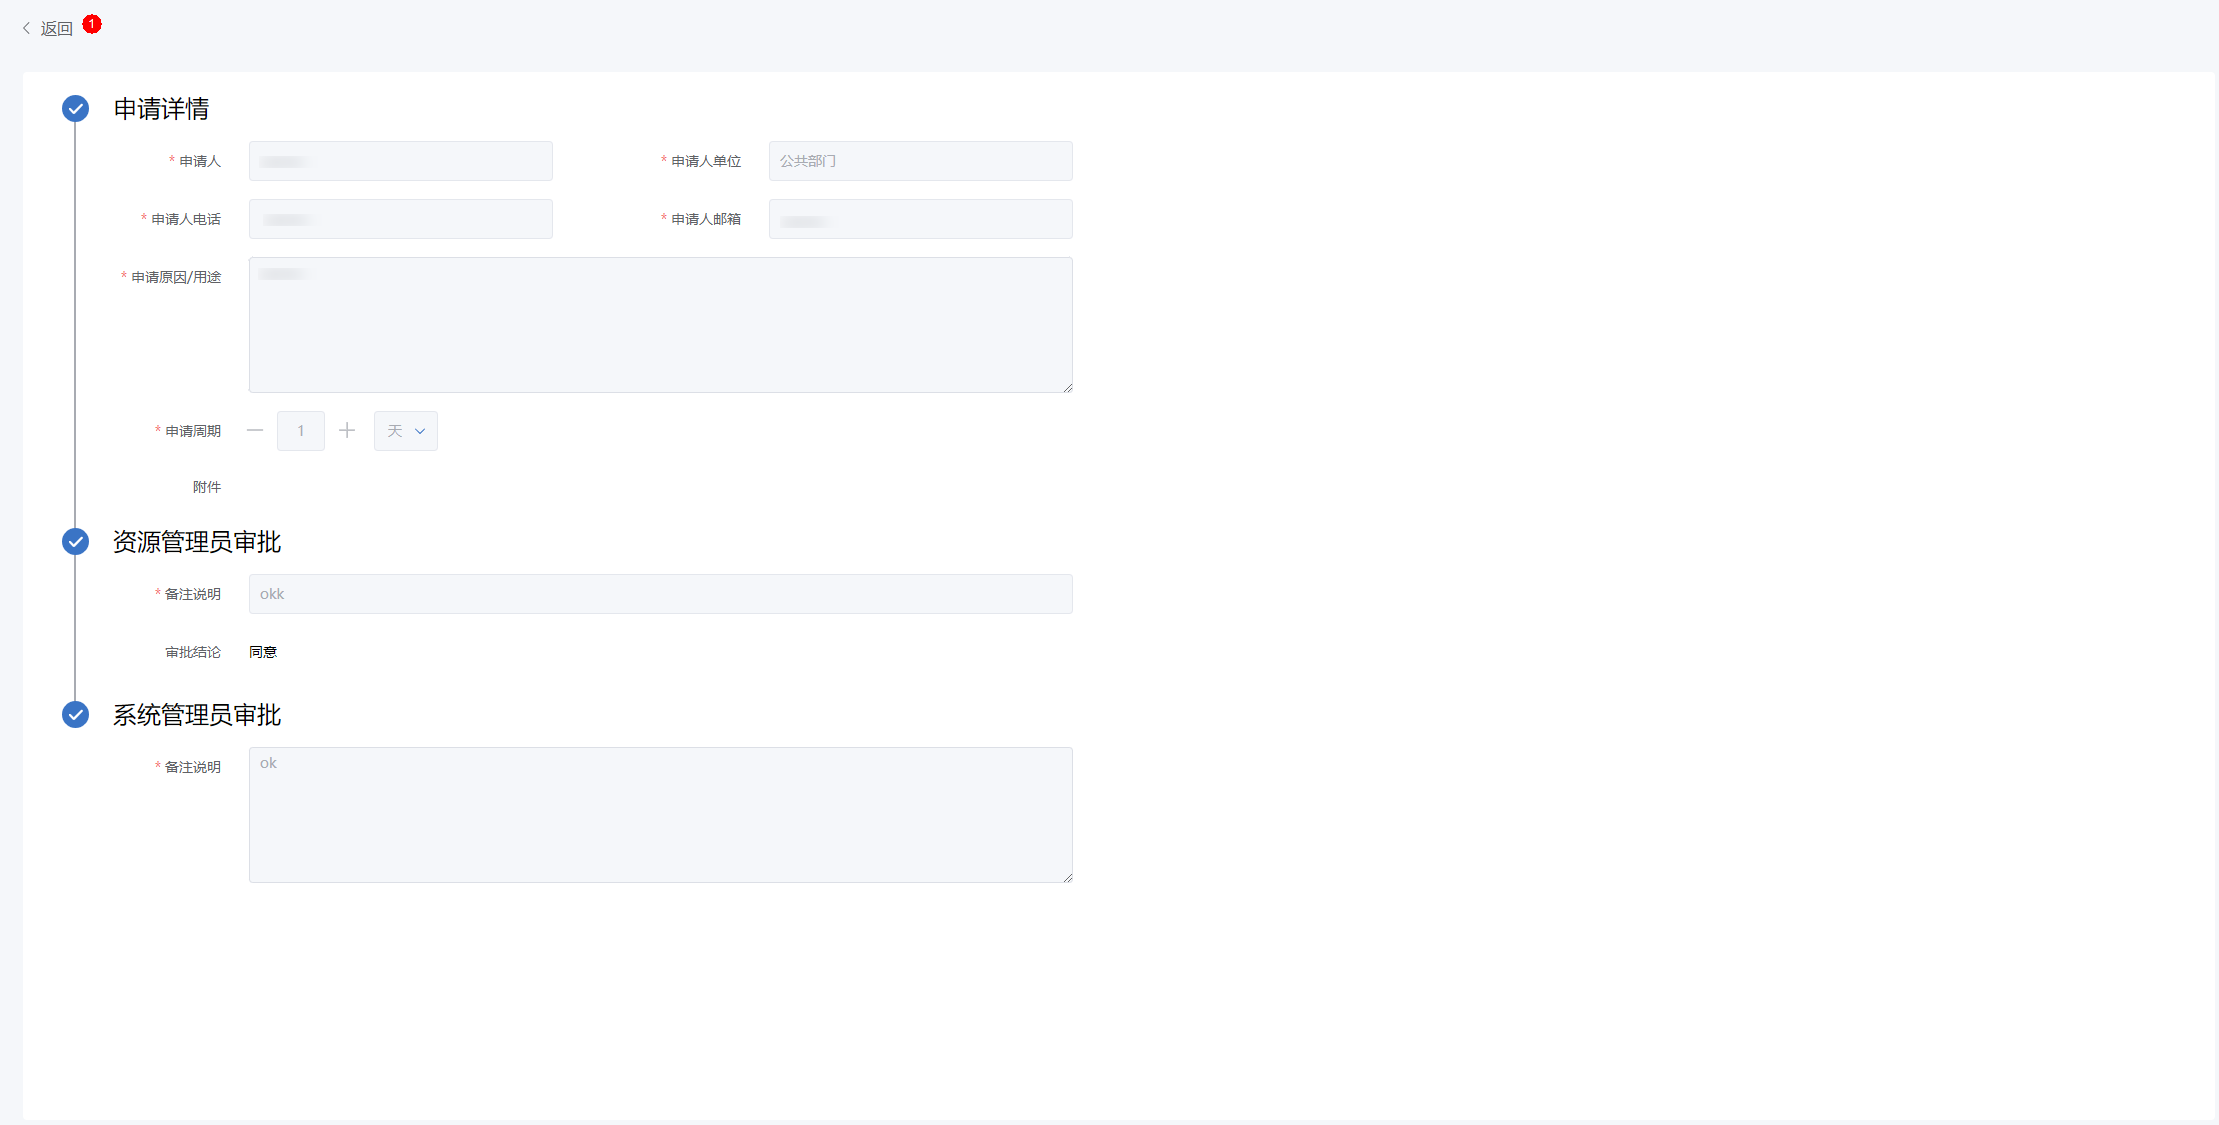 返回 1
申请详情
* 申请人
* 申请人单位 公共部门
* 申请人电话
* 申请人邮箱
* 申请原因/用途
* 申请周期 1 天
附件
资源管理员审批
* 备注说明 okk
审批结论 同意
系统管理员审批
* 备注说明 ok